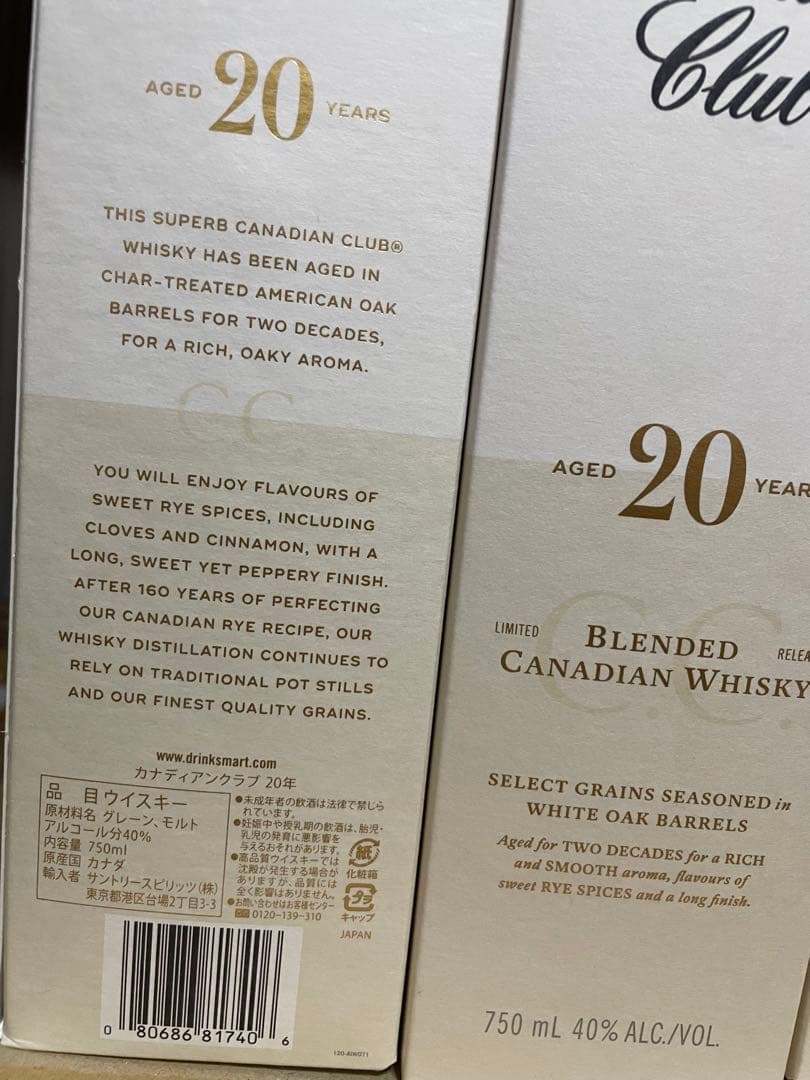 AGED 20 YEARS
THIS SUPERB CANADIAN CLUB®
WHISKY HAS BEEN AGED IN
CHAR-TREATED AMERICAN OAK
BARRELS FOR TWO DECADES,
FOR A RICH, OAKY AROMA.
C.C.
YOU WILL ENJOY FLAVOURS OF
SWEET RYE SPICES, INCLUDING
CLOVES AND CINNAMON, WITH A
LONG, SWEET YET PEPPERY FINISH.
AFTER 160 YEARS OF PERFECTING
OUR CANADIAN RYE RECIPE, OUR
WHISKY DISTILLATION CONTINUES TO
RELY ON TRADITIONAL POT STILLS
AND OUR FINEST QUALITY GRAINS.
www.drinksmart.com
カナディアンクラブ 20年
品 目 ウイスキー
原材料名 グレーン、モルト
アルコール分40%
内容量 750ml
原産国 カナダ
輸入者 サントリースピリッツ(株)
東京都港区台場2丁目3-3
●未成年者の飲酒は法律で禁じら
れています。
●妊娠中や授乳期の飲酒は、胎児・
乳児の発育に悪影響を
与えるおそれがあります。
●高品質ウイスキーでは
沈殿が発生する場合が
ありますが、品質には
全く影響はありません。
●お問い合わせはお客様センター
0120-139-310
紙
化粧箱
プラ
キャップ
JAPAN
0 80686 81740 6
120-AIW071
Club
AGED 20 YEAR
LIMITED BLENDED RELEA
CANADIAN WHISKY
C.C.
SELECT GRAINS SEASONED in
WHITE OAK BARRELS
Aged for TWO DECADES for a RICH
and SMOOTH aroma, flavours of
sweet RYE SPICES and a long finish.
750 mL 40% ALC./VOL.